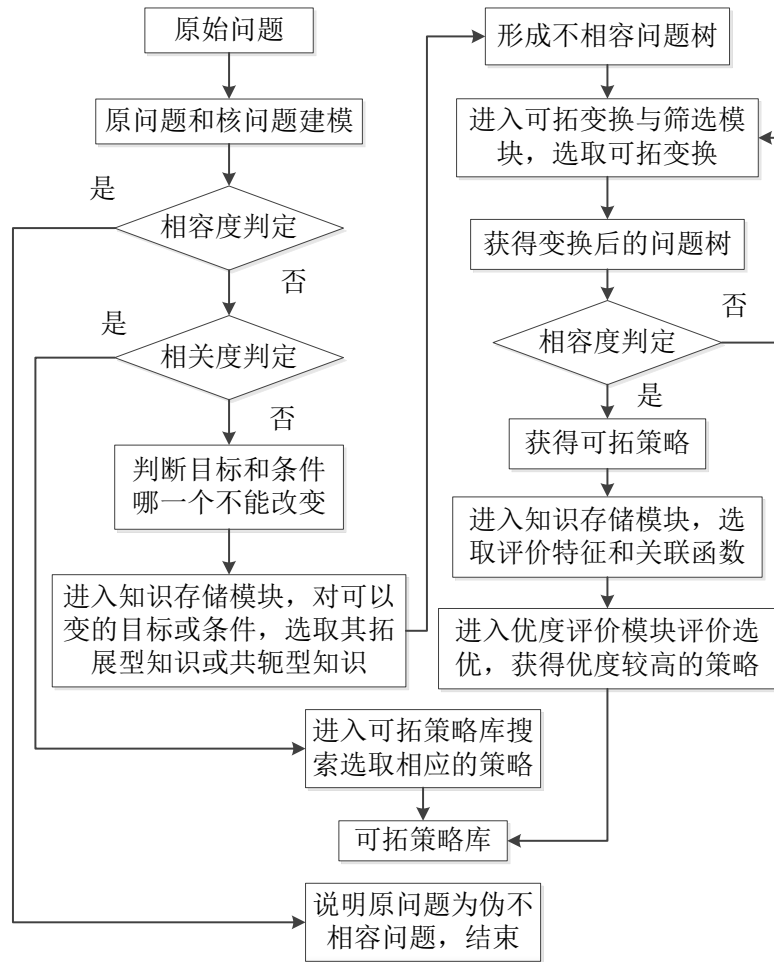 原始问题
原问题和核问题建模
是
相容度判定
否
是
相关度判定
否
判断目标和条件
哪一个不能改变
进入知识存储模块，对可以
变的目标或条件，选取其拓
展型知识或共轭型知识
形成不相容问题树
进入可拓变换与筛选模
块，选取可拓变换
获得变换后的问题树
否
相容度判定
是
获得可拓策略
进入知识存储模块，选
取评价特征和关联函数
进入优度评价模块评价选
优，获得优度较高的策略
进入可拓策略库搜
索选取相应的策略
可拓策略库
说明原问题为伪不
相容问题，结束